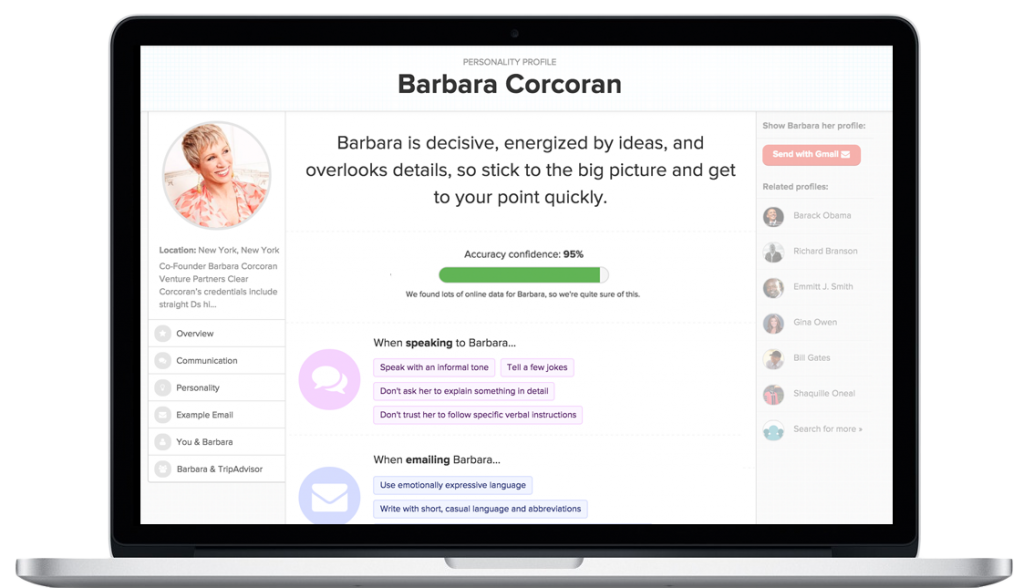 PERSONALITY PROFILE
Barbara Corcoran
Location: New York, New York
Co-Founder Barbara Corcoran
Venture Partners Clear
Corcoran's credentials include
straight Ds hi...
Overview
Communication
Personality
Example Email
You & Barbara
Barbara & TripAdvisor
Barbara is decisive, energized by ideas, and
overlooks details, so stick to the big picture and get
to your point quickly.
Accuracy confidence: 95%
We found lots of online data for Barbara, so we're quite sure of this.
When speaking to Barbara...
Speak with an informal tone
Tell a few jokes
Don't ask her to explain something in detail
Don't trust her to follow specific verbal instructions
When emailing Barbara...
Use emotionally expressive language
Write with short, casual language and abbreviations
Show Barbara her profile:
Send with Gmail
Related profiles:
Barack Obama
Richard Branson
Emmitt J. Smith
Gina Owen
Bill Gates
Shaquille Oneal
Search for more »